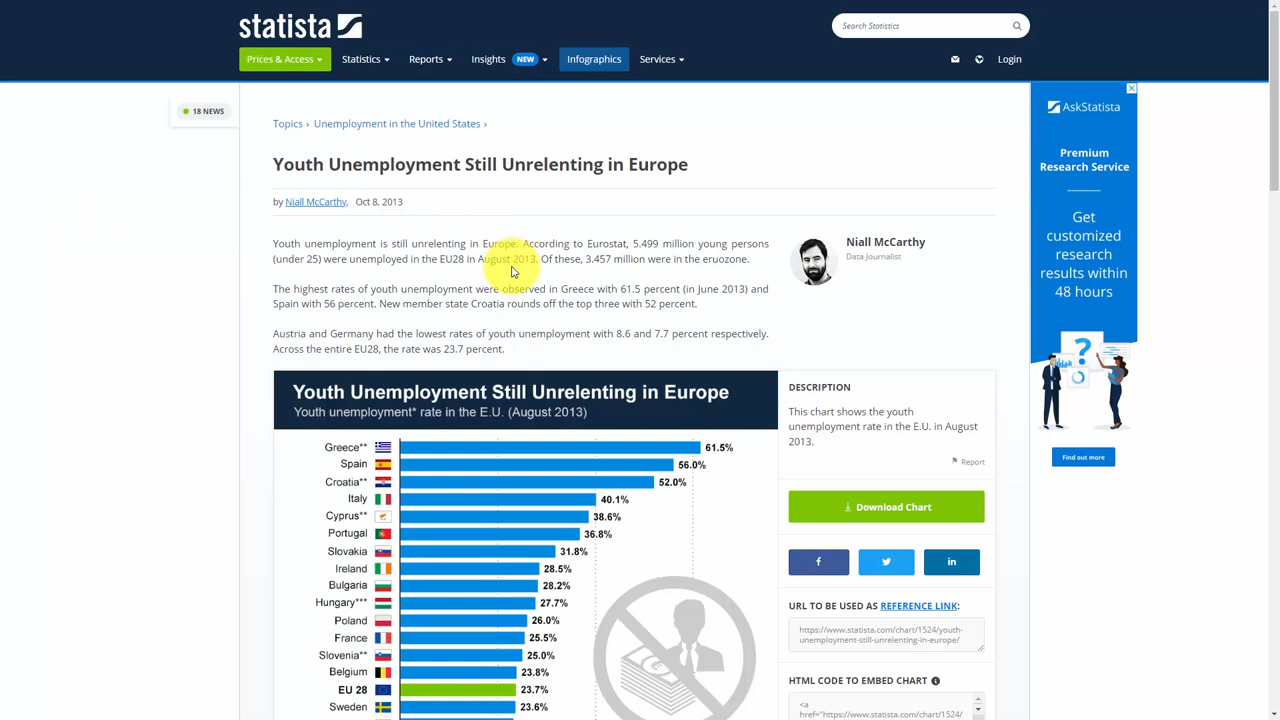 statista
Search Statistics
Prices & Access
Statistics
Reports
Insights NEW
Infographics
Services
Login
18 NEWS
Topics › Unemployment in the United States ›
Youth Unemployment Still Unrelenting in Europe
by Niall McCarthy, Oct 8, 2013
Youth unemployment is still unrelenting in Europe. According to Eurostat, 5.499 million young persons
(under 25) were unemployed in the EU28 in August 2013. Of these, 3.457 million were in the eruozone.
The highest rates of youth unemployment were observed in Greece with 61.5 percent (in June 2013) and
Spain with 56 percent. New member state Croatia rounds off the top three with 52 percent.
Austria and Germany had the lowest rates of youth unemployment with 8.6 and 7.7 percent respectively.
Across the entire EU28, the rate was 23.7 percent.
Niall McCarthy
Data Journalist
Youth Unemployment Still Unrelenting in Europe
Youth unemployment* rate in the E.U. (August 2013)
Greece** 61.5%
Spain 56.0%
Croatia** 52.0%
Italy 40.1%
Cyprus** 38.6%
Portugal 36.8%
Slovakia 31.8%
Ireland 28.5%
Bulgaria 28.2%
Hungary*** 27.7%
Poland 26.0%
France 25.5%
Slovenia** 25.0%
Belgium 23.8%
EU 28 23.7%
Sweden 23.6%
DESCRIPTION
This chart shows the youth
unemployment rate in the E.U. in August
2013.
Report
Download Chart
f
in
URL TO BE USED AS REFERENCE LINK:
https://www.statista.com/chart/1524/youth-
unemployment-still-unrelenting-in-europe/
HTML CODE TO EMBED CHART
<a
href="https://www.statista.com/chart/1524/
AskStatista
Premium
Research Service
Get
customized
research
results within
48 hours
?
Find out more